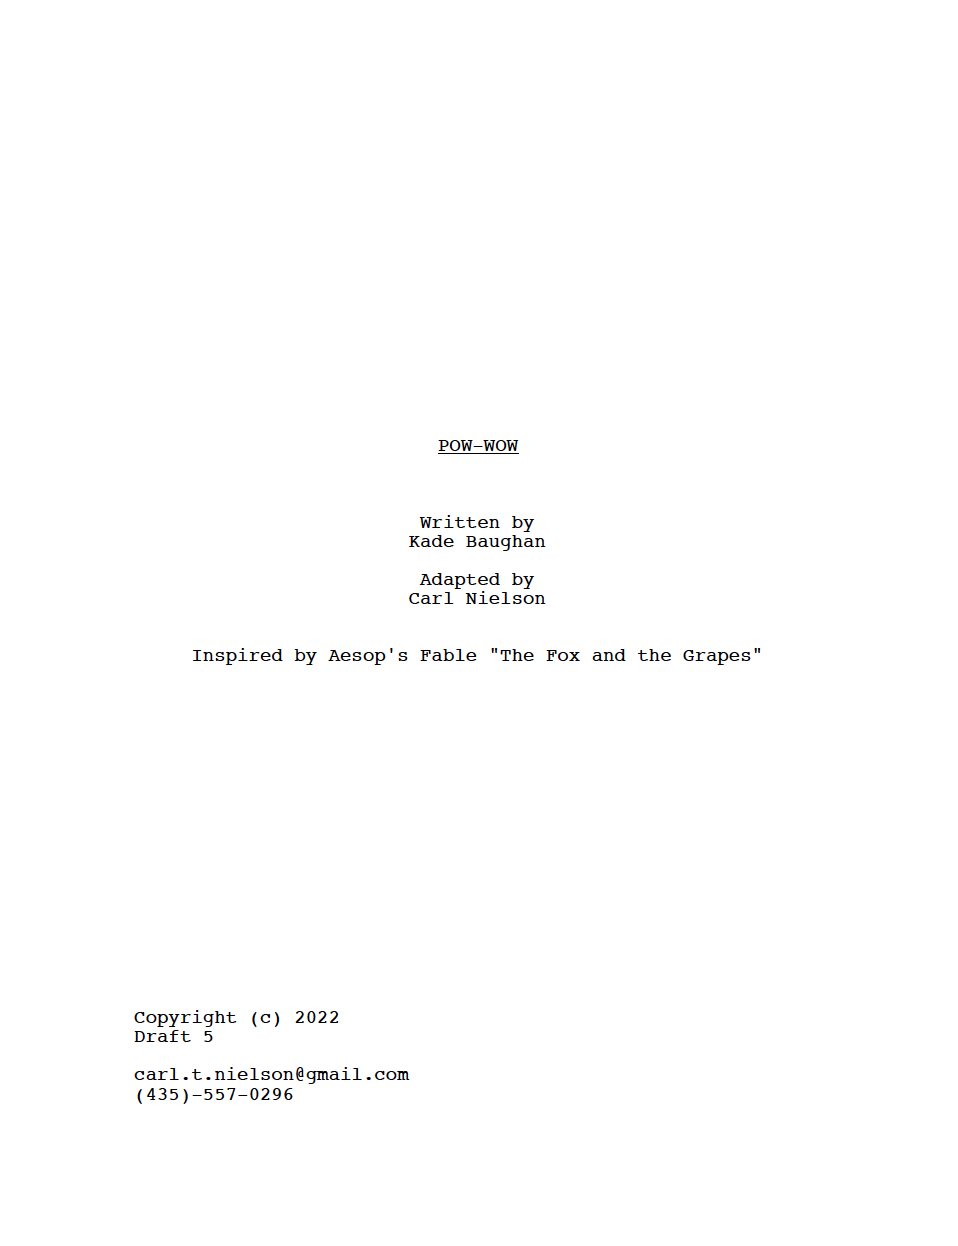 POW-WOW
Written by
Kade Baughan
Adapted by
Carl Nielson
Inspired by Aesop's Fable "The Fox and the Grapes"
Copyright (c) 2022
Draft 5
carl.t.nielson@gmail.com
(435)-557-0296